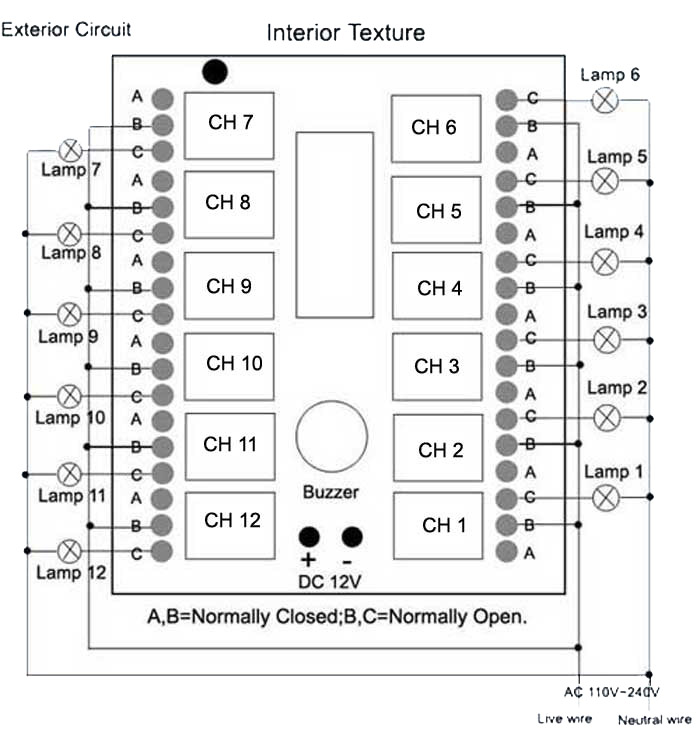 Exterior Circuit
Interior Texture
Lamp 6
A
CH 7
CH 6
C
B
B
C
A
Lamp 7
Lamp 5
A
CH 8
CH 5
C
B
B
C
A
Lamp 8
Lamp 4
A
CH 9
CH 4
C
B
B
C
A
Lamp 9
Lamp 3
A
CH 10
CH 3
C
B
B
C
A
Lamp 10
Lamp 2
A
CH 11
CH 2
C
B
B
C
A
Lamp 11
Lamp 1
Buzzer
A
CH 12
CH 1
C
B
B
C
A
Lamp 12
+ -
DC 12V
A,B=Normally Closed;B,C=Normally Open.
AC 110V-240V
Live wire
Neutral wire